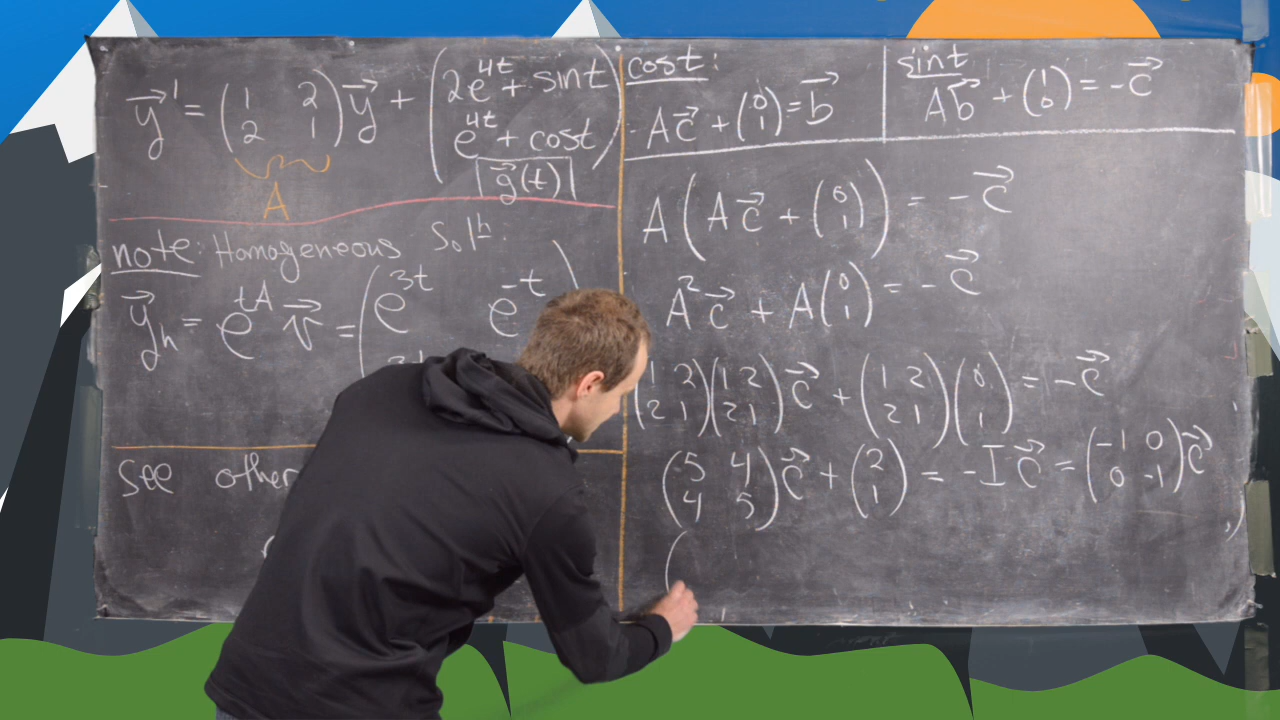 y⃗' = (1 2; 2 1) y⃗ + (2e^{4t} + sint; e^{4t} + cost)
g⃗(t)
A
note: Homogeneous Sol^n.
y⃗_h = e^{tA} v⃗ = (e^{3t} e^{-t}
see other
cost:
Ac⃗ + (0; 1) = b⃗
sint
Ab⃗ + (1; 0) = -c⃗
A(Ac⃗ + (0; 1)) = -c⃗
A²c⃗ + A(0; 1) = -c⃗
(1 2; 2 1)(1 2; 2 1)c⃗ + (1 2; 2 1)(0; 1) = -c⃗
(5 4; 4 5)c⃗ + (2; 1) = -Ic⃗ = (-1 0; 0 -1)c⃗
(